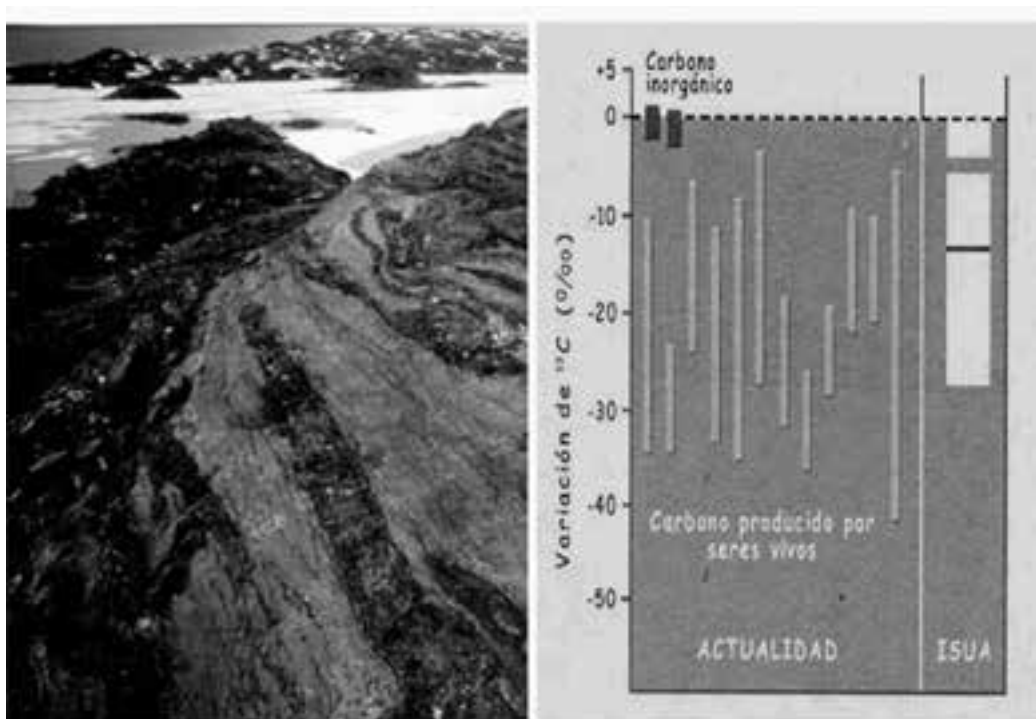 Carbono
inorgánico
+5
0
-10
-20
-30
-40
-50
Variación de ¹³C (0/00)
Carbono producido por
seres vivos
ACTUALIDAD
ISUA